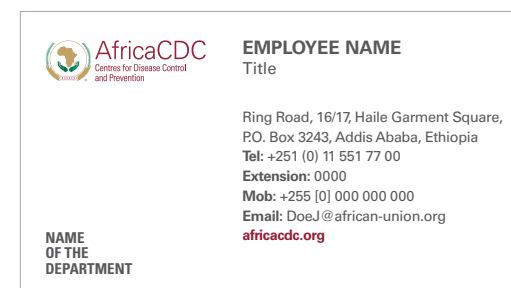 AfricaCDC
Centres for Disease Control
and Prevention
EMPLOYEE NAME
Title
Ring Road, 16/17, Haile Garment Square,
P.O. Box 3243, Addis Ababa, Ethiopia
Tel: +251 (0) 11 551 77 00
Extension: 0000
Mob: +255 [0] 000 000 000
Email: DoeJ@african-union.org
africacdc.org
NAME
OF THE
DEPARTMENT